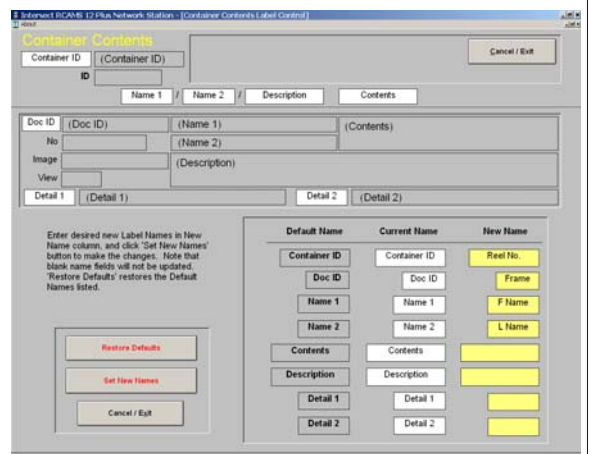 Intersect RCAMS 12 Plus Network Station - [Container Contents Label Control]
About
Container Contents
Cancel / Exit
Container ID (Container ID)
ID
Name 1 / Name 2 / Description Contents
Doc ID (Doc ID) (Name 1) (Contents)
No (Name 2)
Image (Description)
View
Detail 1 (Detail 1) Detail 2 (Detail 2)
Enter desired new Label Names in New
Name column, and click 'Set New Names'
button to make the changes. Note that
blank name fields will not be updated.
'Restore Defaults' restores the Default
Names listed.
Default Name Current Name New Name
Container ID Container ID Reel No.
Doc ID Doc ID Frame
Name 1 Name 1 F Name
Name 2 Name 2 L Name
Contents Contents
Description Description
Detail 1 Detail 1
Detail 2 Detail 2
Restore Defaults
Set New Names
Cancel / Exit